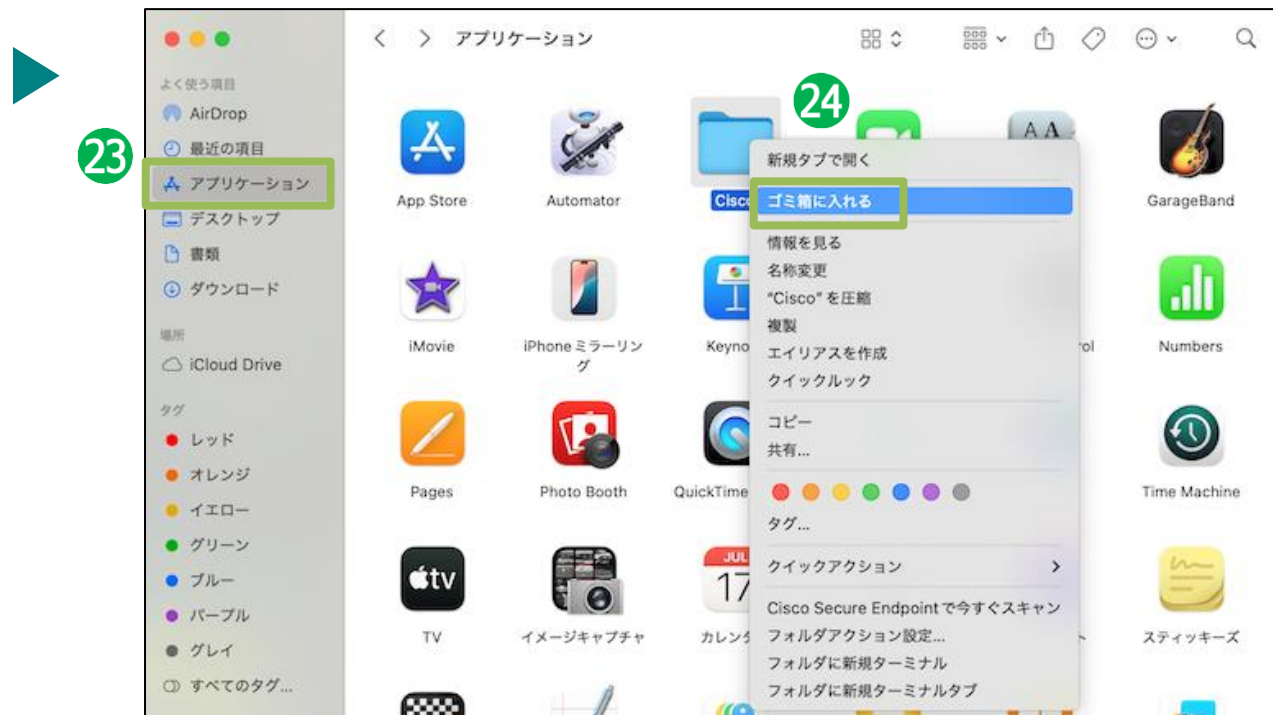 アプリケーション
よく使う項目
23
AirDrop
最近の項目
アプリケーション
デスクトップ
書類
ダウンロード
場所
iCloud Drive
タグ
レッド
オレンジ
イエロー
グリーン
ブルー
パープル
グレイ
すべてのタグ...
24
App Store
Automator
Cisco
GarageBand
iMovie
iPhone ミラーリン
グ
Keyno
rol
Numbers
Pages
Photo Booth
QuickTime
Time Machine
tv
JUL
17
TV
イメージキャプチャ
カレンダ
ト
スティッキーズ
新規タブで開く
ゴミ箱に入れる
情報を見る
名称変更
"Cisco" を圧縮
複製
エイリアスを作成
クイックルック
コピー
共有...
タグ...
クイックアクション
Cisco Secure Endpointで今すぐスキャン
フォルダアクション設定...
フォルダに新規ターミナル
フォルダに新規ターミナルタブ